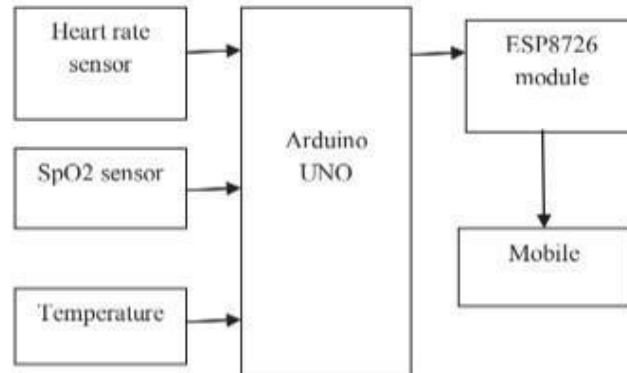 Heart rate
sensor
SpO2 sensor
Temperature
Arduino
UNO
ESP8726
module
Mobile